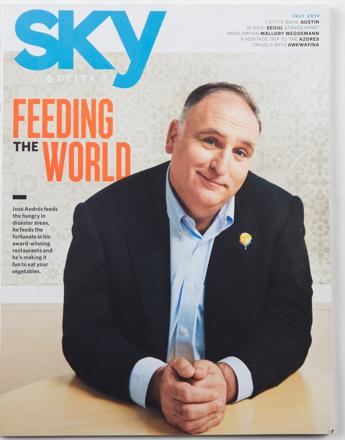 sky
DELTA
JULY 2019
1 CITY'S WAYS: AUSTIN
IN ASIA, SEOUL STANDS APART
PARALYMPIAN MALLORY WEGGEMANN
A HERITAGE TRIP TO THE AZORES
TRAVELS WITH AWKWAFINA
FEEDING
THE WORLD
José Andrés feeds
the hungry in
disaster areas,
he feeds the
fortunate in his
award-winning
restaurants and
he's making it
fun to eat your
vegetables.